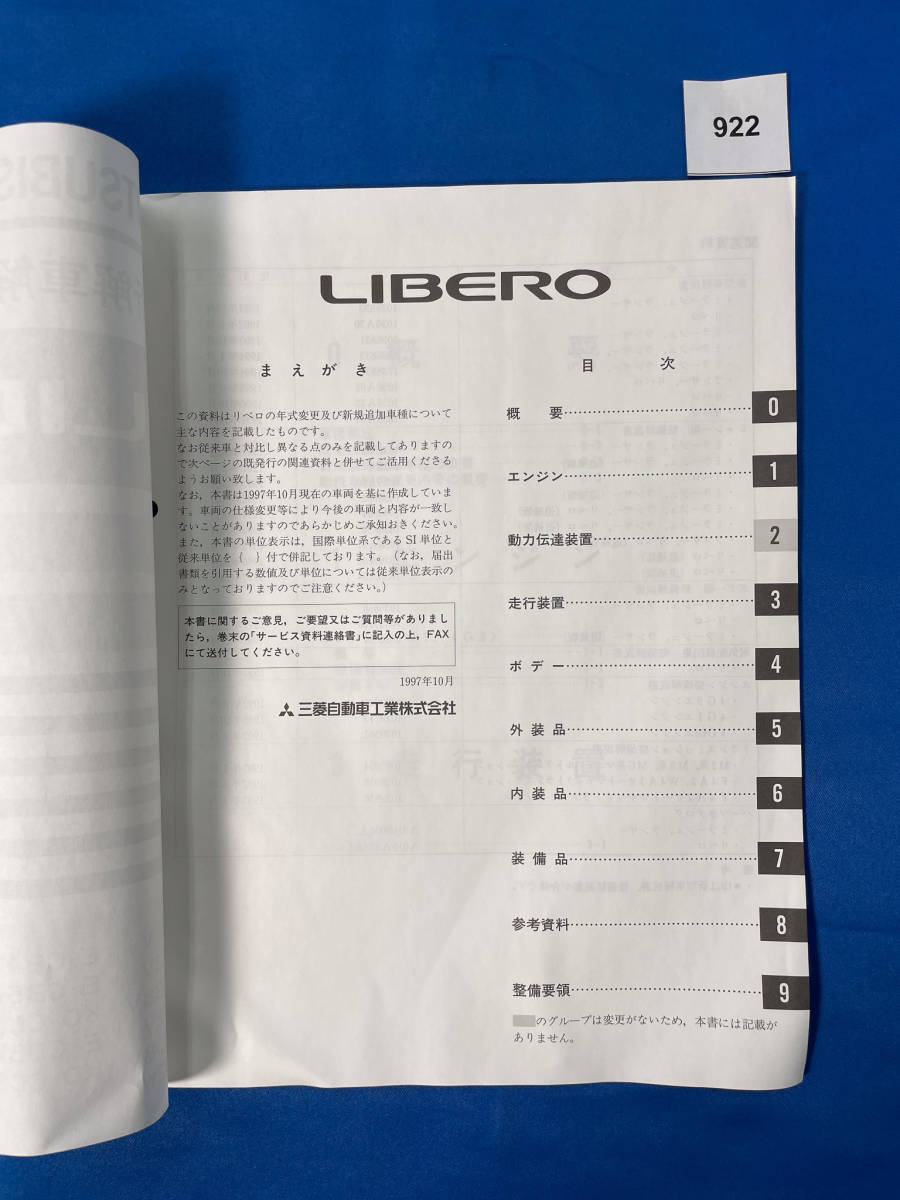 922
TSUBIS
LIBERO
まえがき
この資料はリベロの年式変更及び新規追加車種について
主な内容を記載したものです。
なお従来車と対比し異なる点のみを記載してありますの
で次ページの既発行の関連資料と併せてご活用くださる
ようお願い致します。
なお，本書は1997年10月現在の車両を基に作成していま
す。車両の仕様変更等により今後の車両と内容が一致し
ないことがありますのであらかじめご承知おきください。
また，本書の単位表示は，国際単位系であるSI単位と
従来単位を｛　｝付で併記しております。（なお，届出
書類を引用する数値及び単位については従来単位表示の
みとなっておりますのでご注意ください。）
本書に関するご意見，ご要望又はご質問等がありまし
たら，巻末の「サービス資料連絡書」に記入の上，FAX
にて送付してください。
1997年10月
三菱自動車工業株式会社
目次
概要 0
エンジン 1
動力伝達装置 2
走行装置 3
ボデー 4
外装品 5
内装品 6
装備品 7
参考資料 8
整備要領 9
のグループは変更がないため，本書には記載が
ありません。